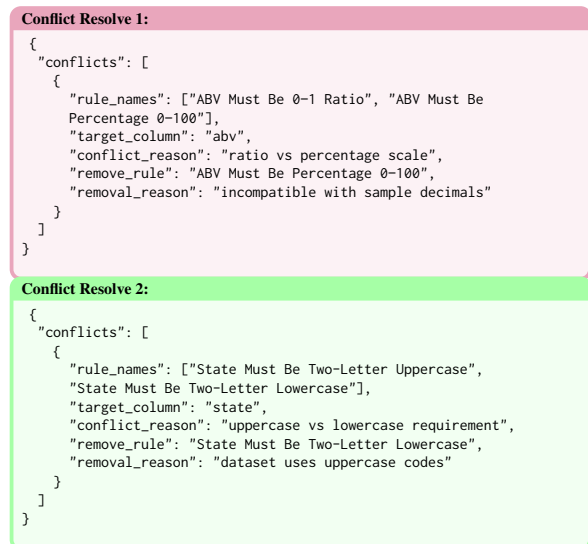 Conflict Resolve 1:
{
  "conflicts": [
    {
      "rule_names": ["ABV Must Be 0-1 Ratio", "ABV Must Be
      Percentage 0-100"],
      "target_column": "abv",
      "conflict_reason": "ratio vs percentage scale",
      "remove_rule": "ABV Must Be Percentage 0-100",
      "removal_reason": "incompatible with sample decimals"
    }
  ]
}
Conflict Resolve 2:
{
  "conflicts": [
    {
      "rule_names": ["State Must Be Two-Letter Uppercase",
      "State Must Be Two-Letter Lowercase"],
      "target_column": "state",
      "conflict_reason": "uppercase vs lowercase requirement",
      "remove_rule": "State Must Be Two-Letter Lowercase",
      "removal_reason": "dataset uses uppercase codes"
    }
  ]
}